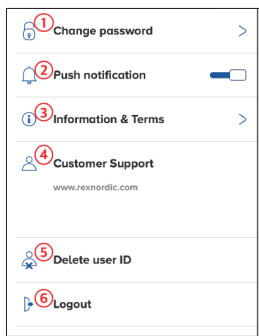 1 Change password
2 Push notification
3 Information & Terms
4 Customer Support
www.rexnordic.com
5 Delete user ID
6 Logout